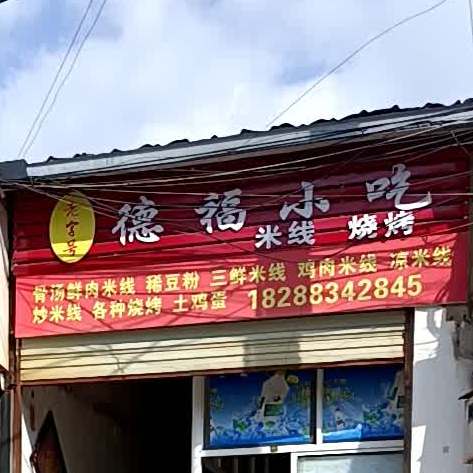 老字号
德福小吃
米线 烧烤
骨汤鲜肉米线 稀豆粉 三鲜米线 鸡肉米线 凉米线
炒米线 各种烧烤 土鸡蛋 18288342845